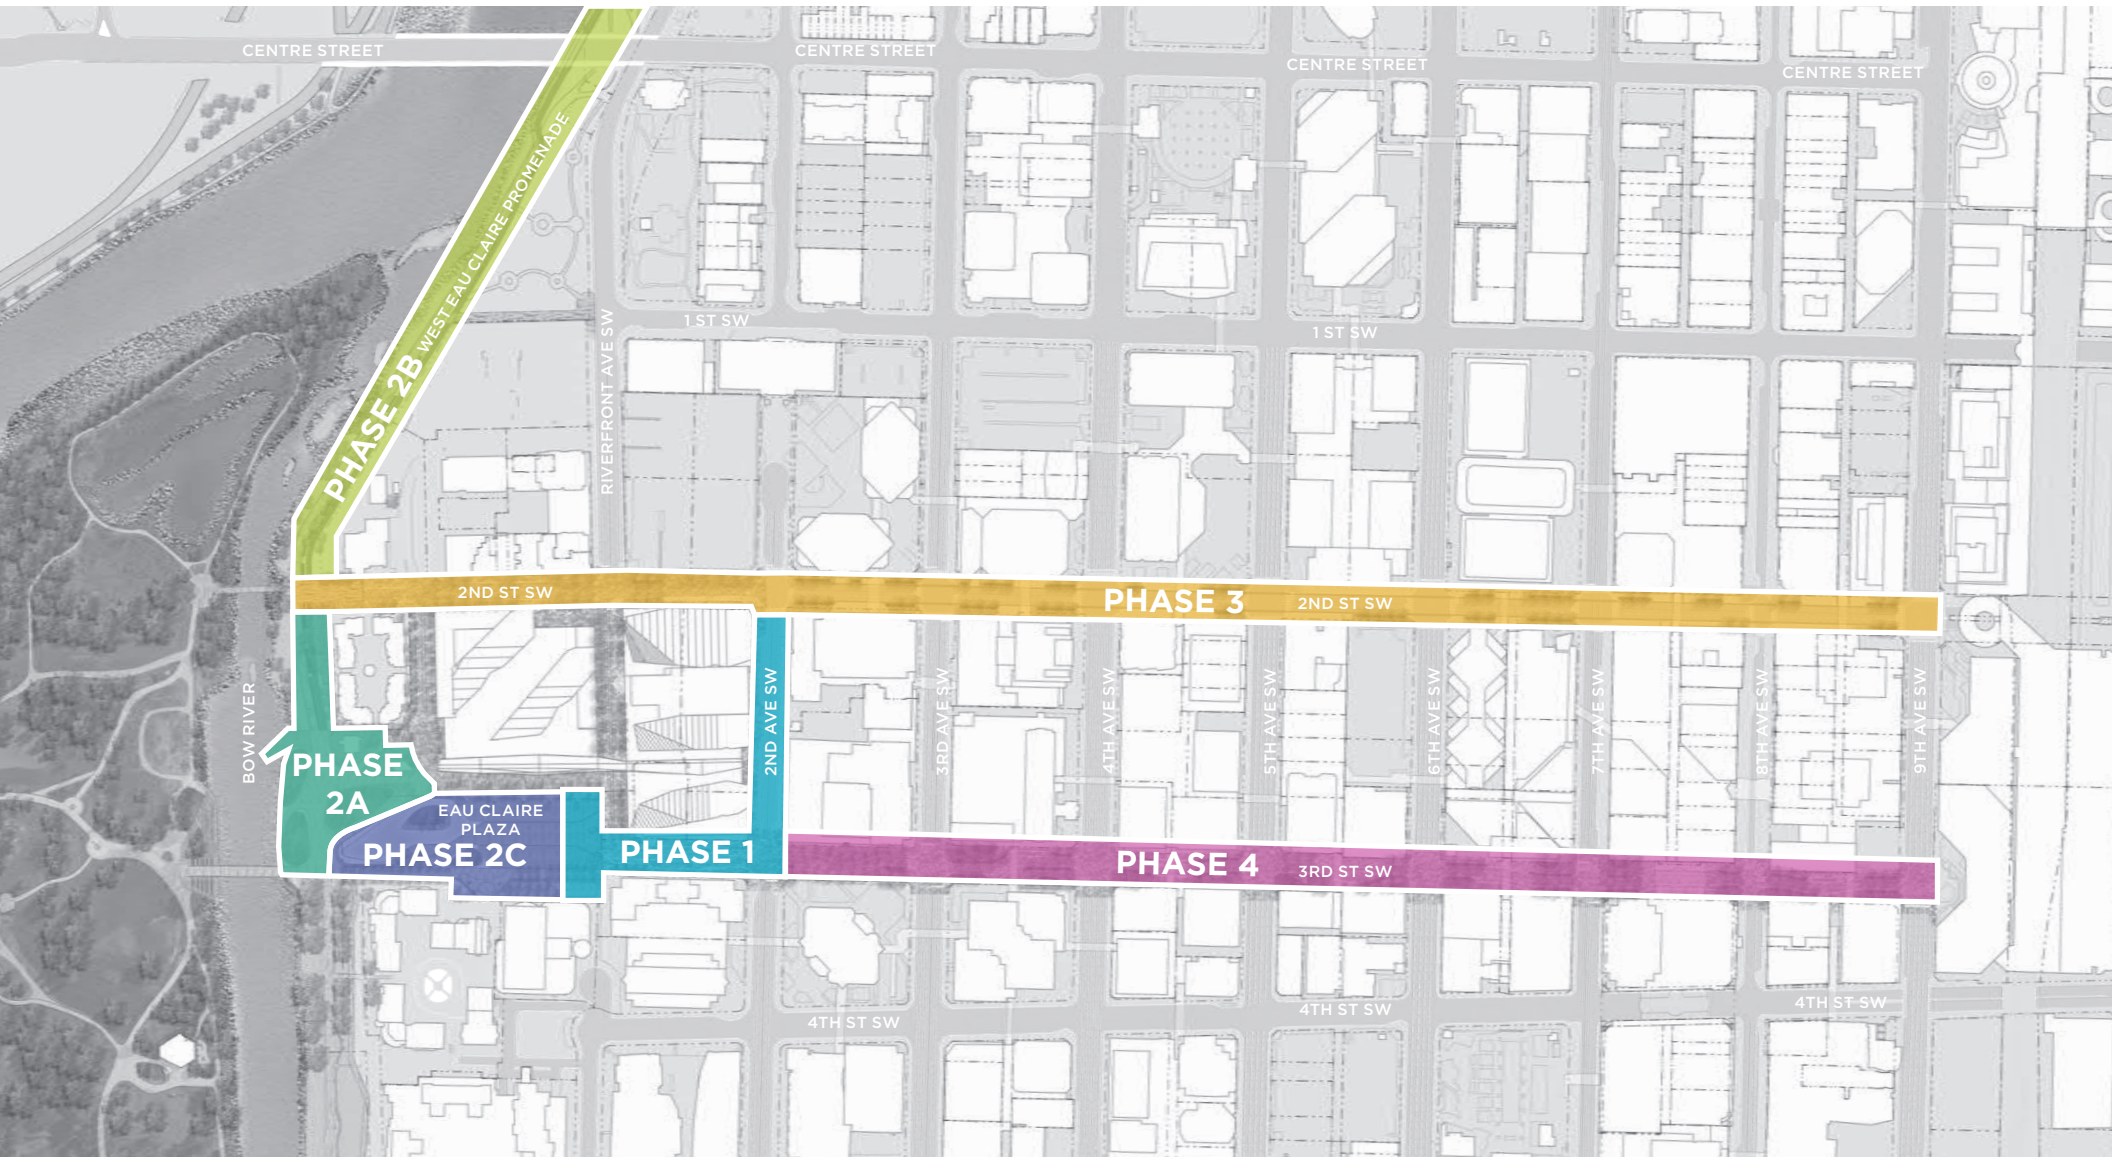 CENTRE STREET
CENTRE STREET
CENTRE STREET
CENTRE STREET
WEST EAU CLAIRE PROMENADE
PHASE 2B
RIVERFRONT AVE SW
1 ST SW
1 ST SW
2ND ST SW
PHASE 3
2ND ST SW
BOW RIVER
2ND AVE SW
3RD AVE SW
4TH AVE SW
5TH AVE SW
6TH AVE SW
7TH AVE SW
8TH AVE SW
9TH AVE SW
PHASE
2A
EAU CLAIRE
PLAZA
PHASE 2C
PHASE 1
PHASE 4
3RD ST SW
4TH ST SW
4TH ST SW
4TH ST SW